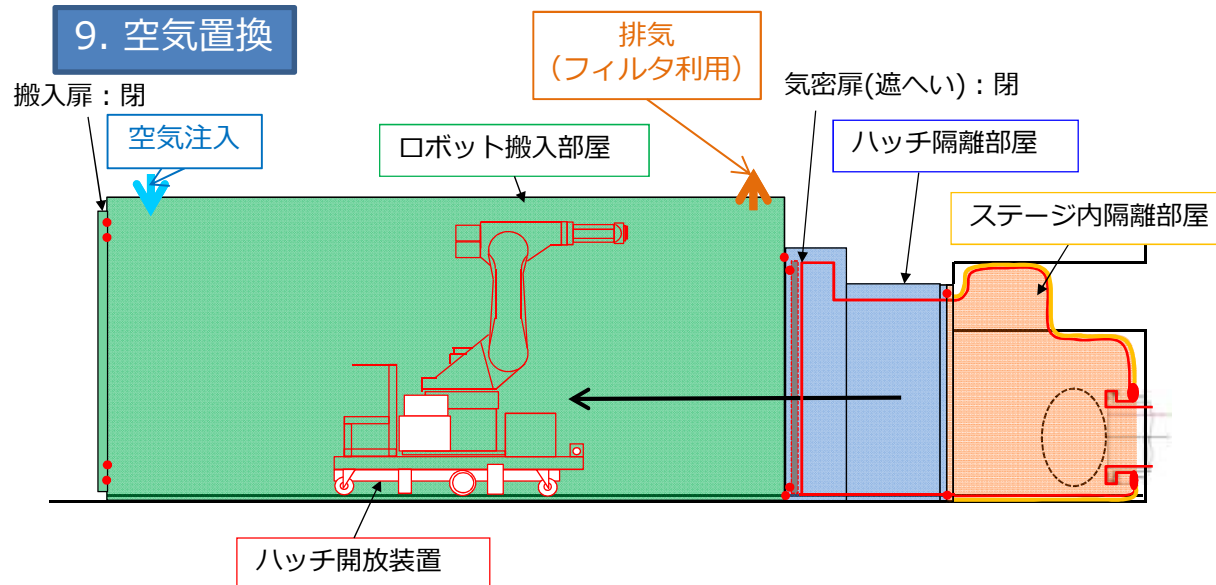 9. 空気置換
排気
（フィルタ利用）
搬入扉：閉
気密扉(遮へい)：閉
空気注入
ロボット搬入部屋
ハッチ隔離部屋
ステージ内隔離部屋
ハッチ開放装置